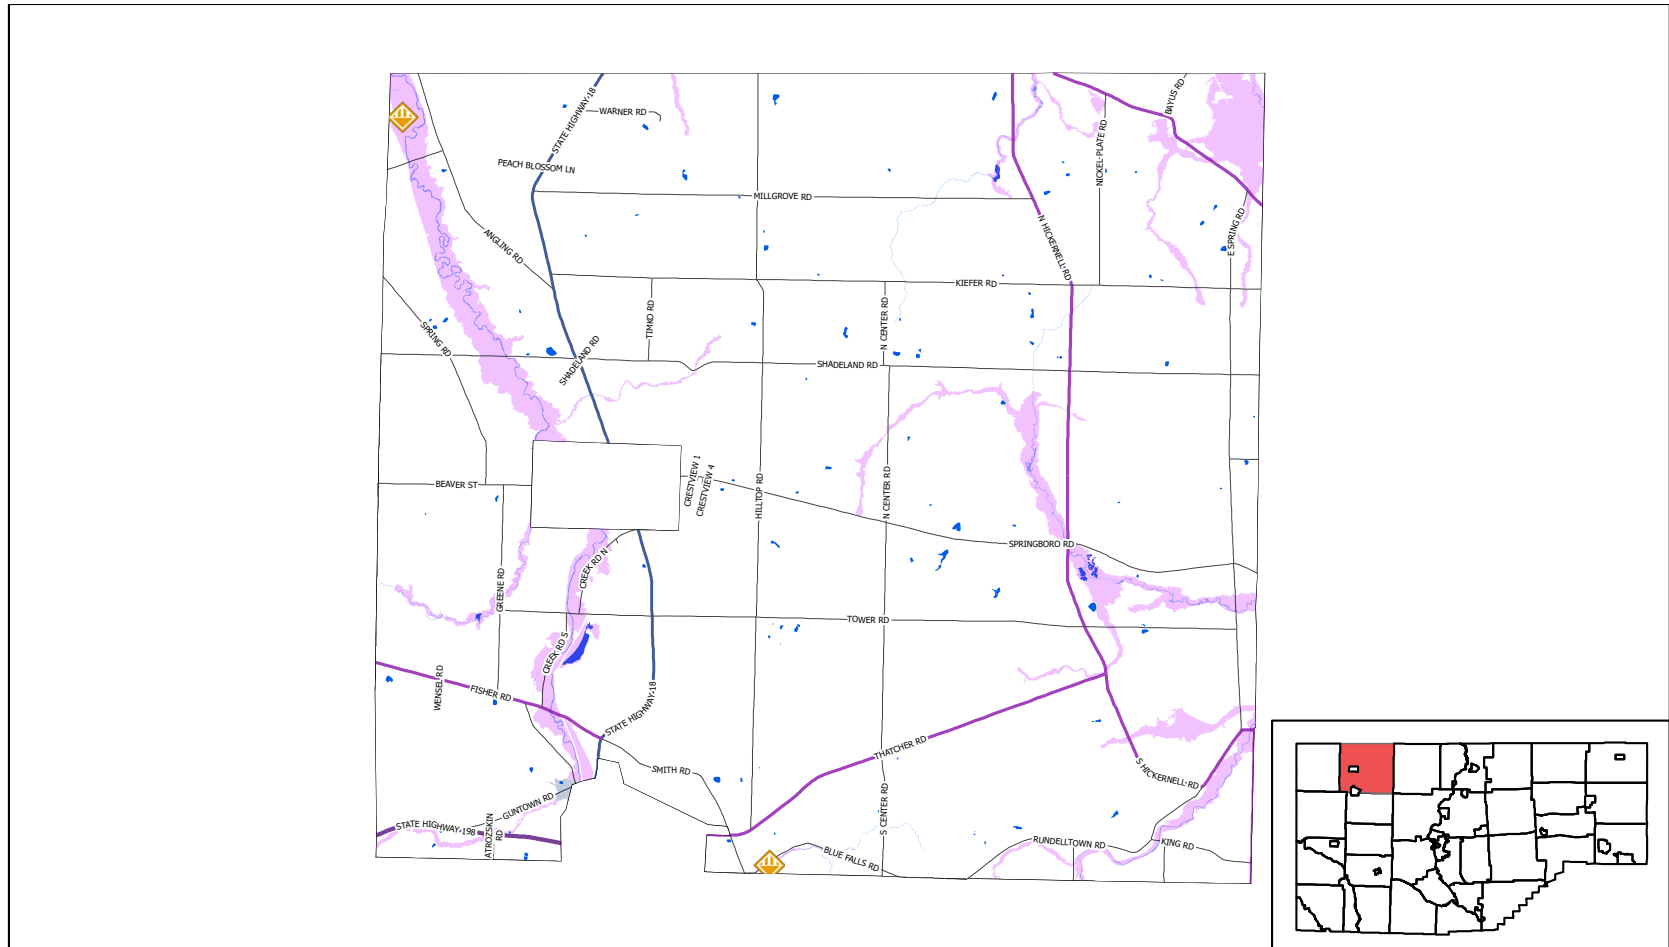 STATE HIGHWAY 18
WARNER RD
BAYUS RD
NICKEL PLATE RD
PEACH BLOSSOM LN
MILLGROVE RD
ANGLING RD
N HICKERNELL RD
E SPRING RD
KIEFER RD
TIMKO RD
N CENTER RD
SPRING RD
SHADELAND RD
SHADELAND RD
BEAVER ST
CRESTVIEW 1
CRESTVIEW 4
HILLTOP RD
N CENTER RD
SPRINGBORO RD
CREEK RD N
GREENE RD
TOWER RD
CREEK RD S
WENSEL RD
FISHER RD
STATE HIGHWAY 18
SMITH RD
THATCHER RD
S HICKERNELL RD
GUNTOWN RD
STATE HIGHWAY 198
ATROZSKIN
RD
S CENTER RD
BLUE FALLS RD
RUNDELLTOWN RD
KING RD